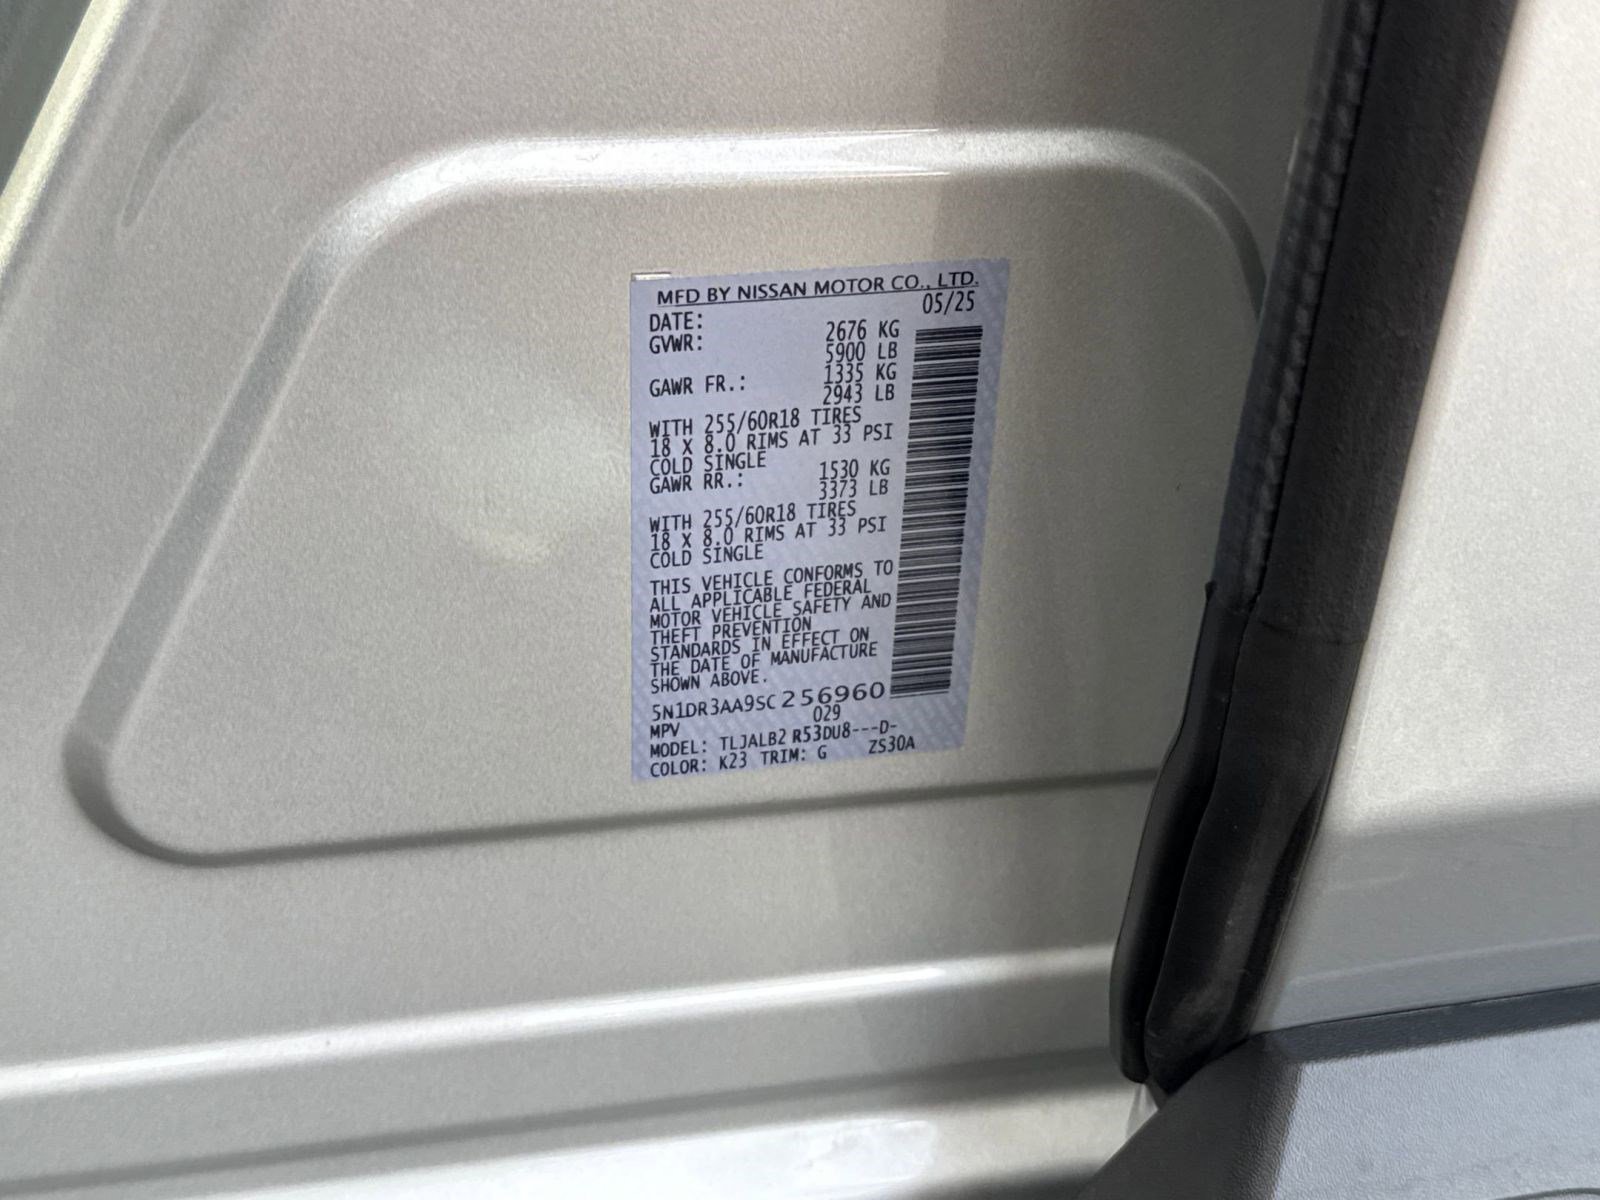 MFD BY NISSAN MOTOR CO., LTD.
DATE: 05/25
GVWR: 2676 KG
5900 LB
GAWR FR.: 1335 KG
2943 LB
WITH 255/60R18 TIRES
18 X 8.0 RIMS AT 33 PSI
COLD SINGLE
GAWR RR.: 1530 KG
3373 LB
WITH 255/60R18 TIRES
18 X 8.0 RIMS AT 33 PSI
COLD SINGLE
THIS VEHICLE CONFORMS TO
ALL APPLICABLE FEDERAL
MOTOR VEHICLE SAFETY AND
THEFT PREVENTION
STANDARDS IN EFFECT ON
THE DATE OF MANUFACTURE
SHOWN ABOVE.
5N1DR3AA9SC256960
MPV 029
MODEL: TLJALB2 R53DU8---D-
COLOR: K23 TRIM: G ZS30A